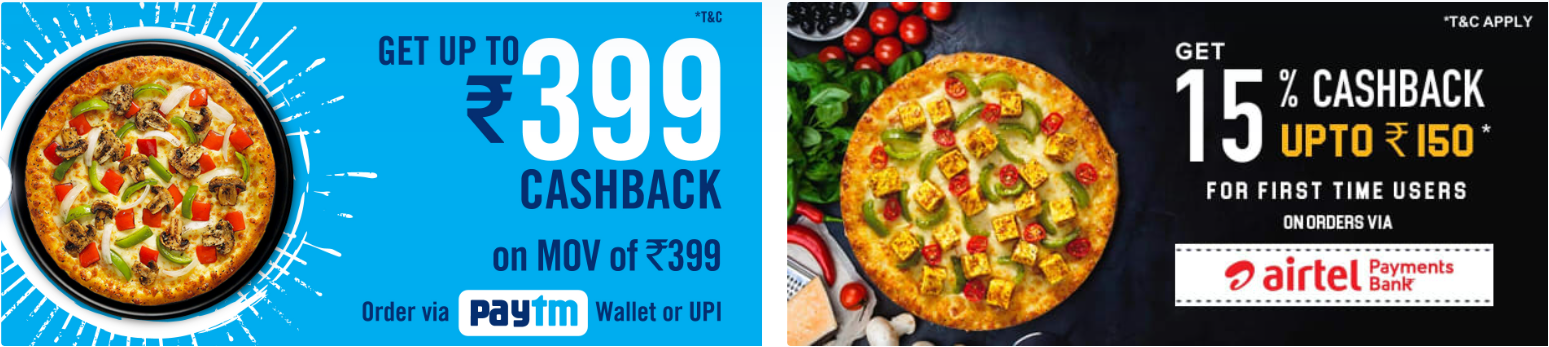 *T&C
GET UP TO
₹399
CASHBACK
on MOV of ₹399
Order via paytm Wallet or UPI
*T&C APPLY
GET
15% CASHBACK
UPTO ₹150*
FOR FIRST TIME USERS
ON ORDERS VIA
airtel Payments
Bank